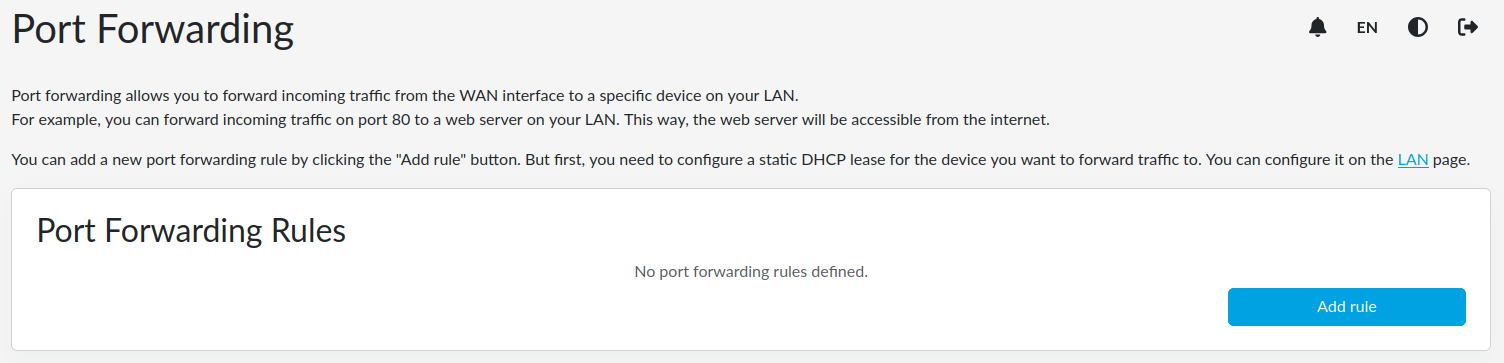 Port Forwarding
EN
Port forwarding allows you to forward incoming traffic from the WAN interface to a specific device on your LAN.
For example, you can forward incoming traffic on port 80 to a web server on your LAN. This way, the web server will be accessible from the internet.
You can add a new port forwarding rule by clicking the "Add rule" button. But first, you need to configure a static DHCP lease for the device you want to forward traffic to. You can configure it on the LAN page.
Port Forwarding Rules
No port forwarding rules defined.
Add rule